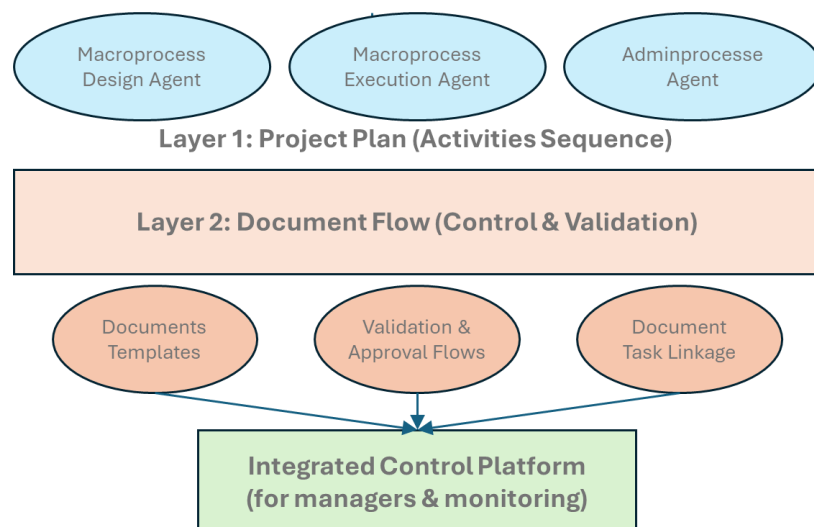 Macroprocess
Design Agent
Macroprocess
Execution Agent
Adminprocesse
Agent
Layer 1: Project Plan (Activities Sequence)
Layer 2: Document Flow (Control & Validation)
Documents
Templates
Validation &
Approval Flows
Document
Task Linkage
Integrated Control Platform
(for managers & monitoring)